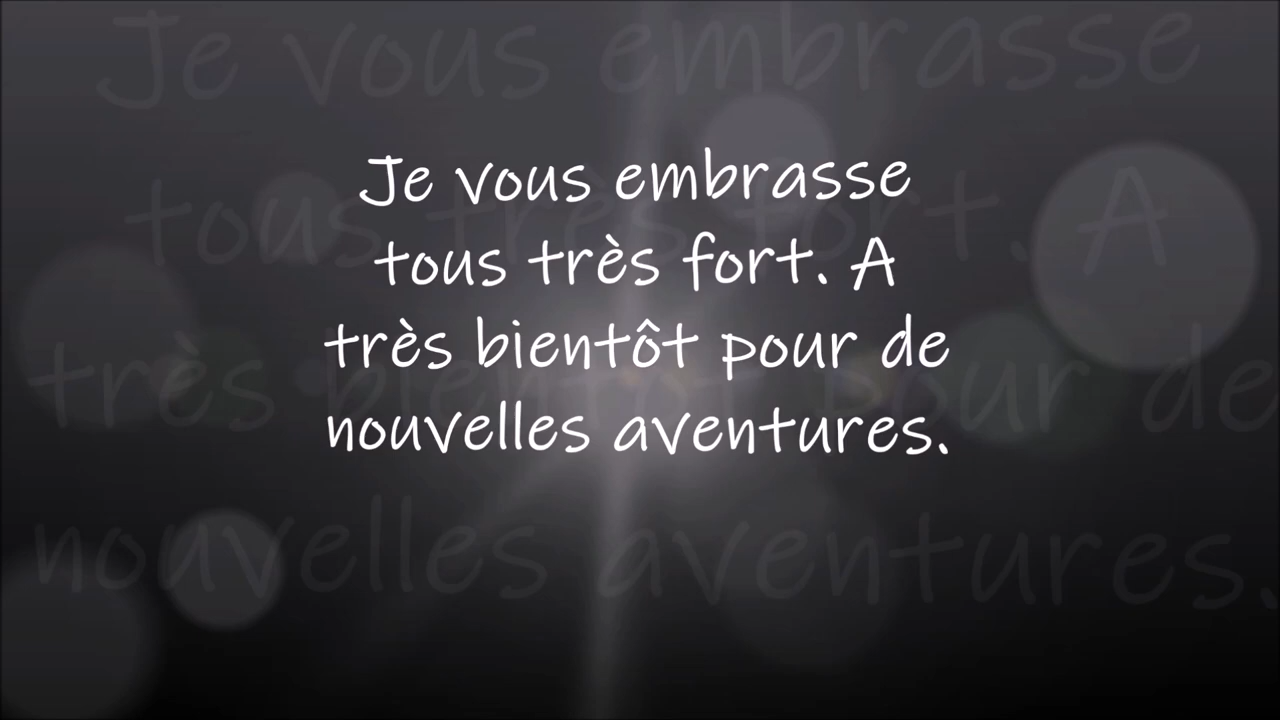 Je vous embrasse
tous très fort. A
très bientôt pour de
nouvelles aventures.